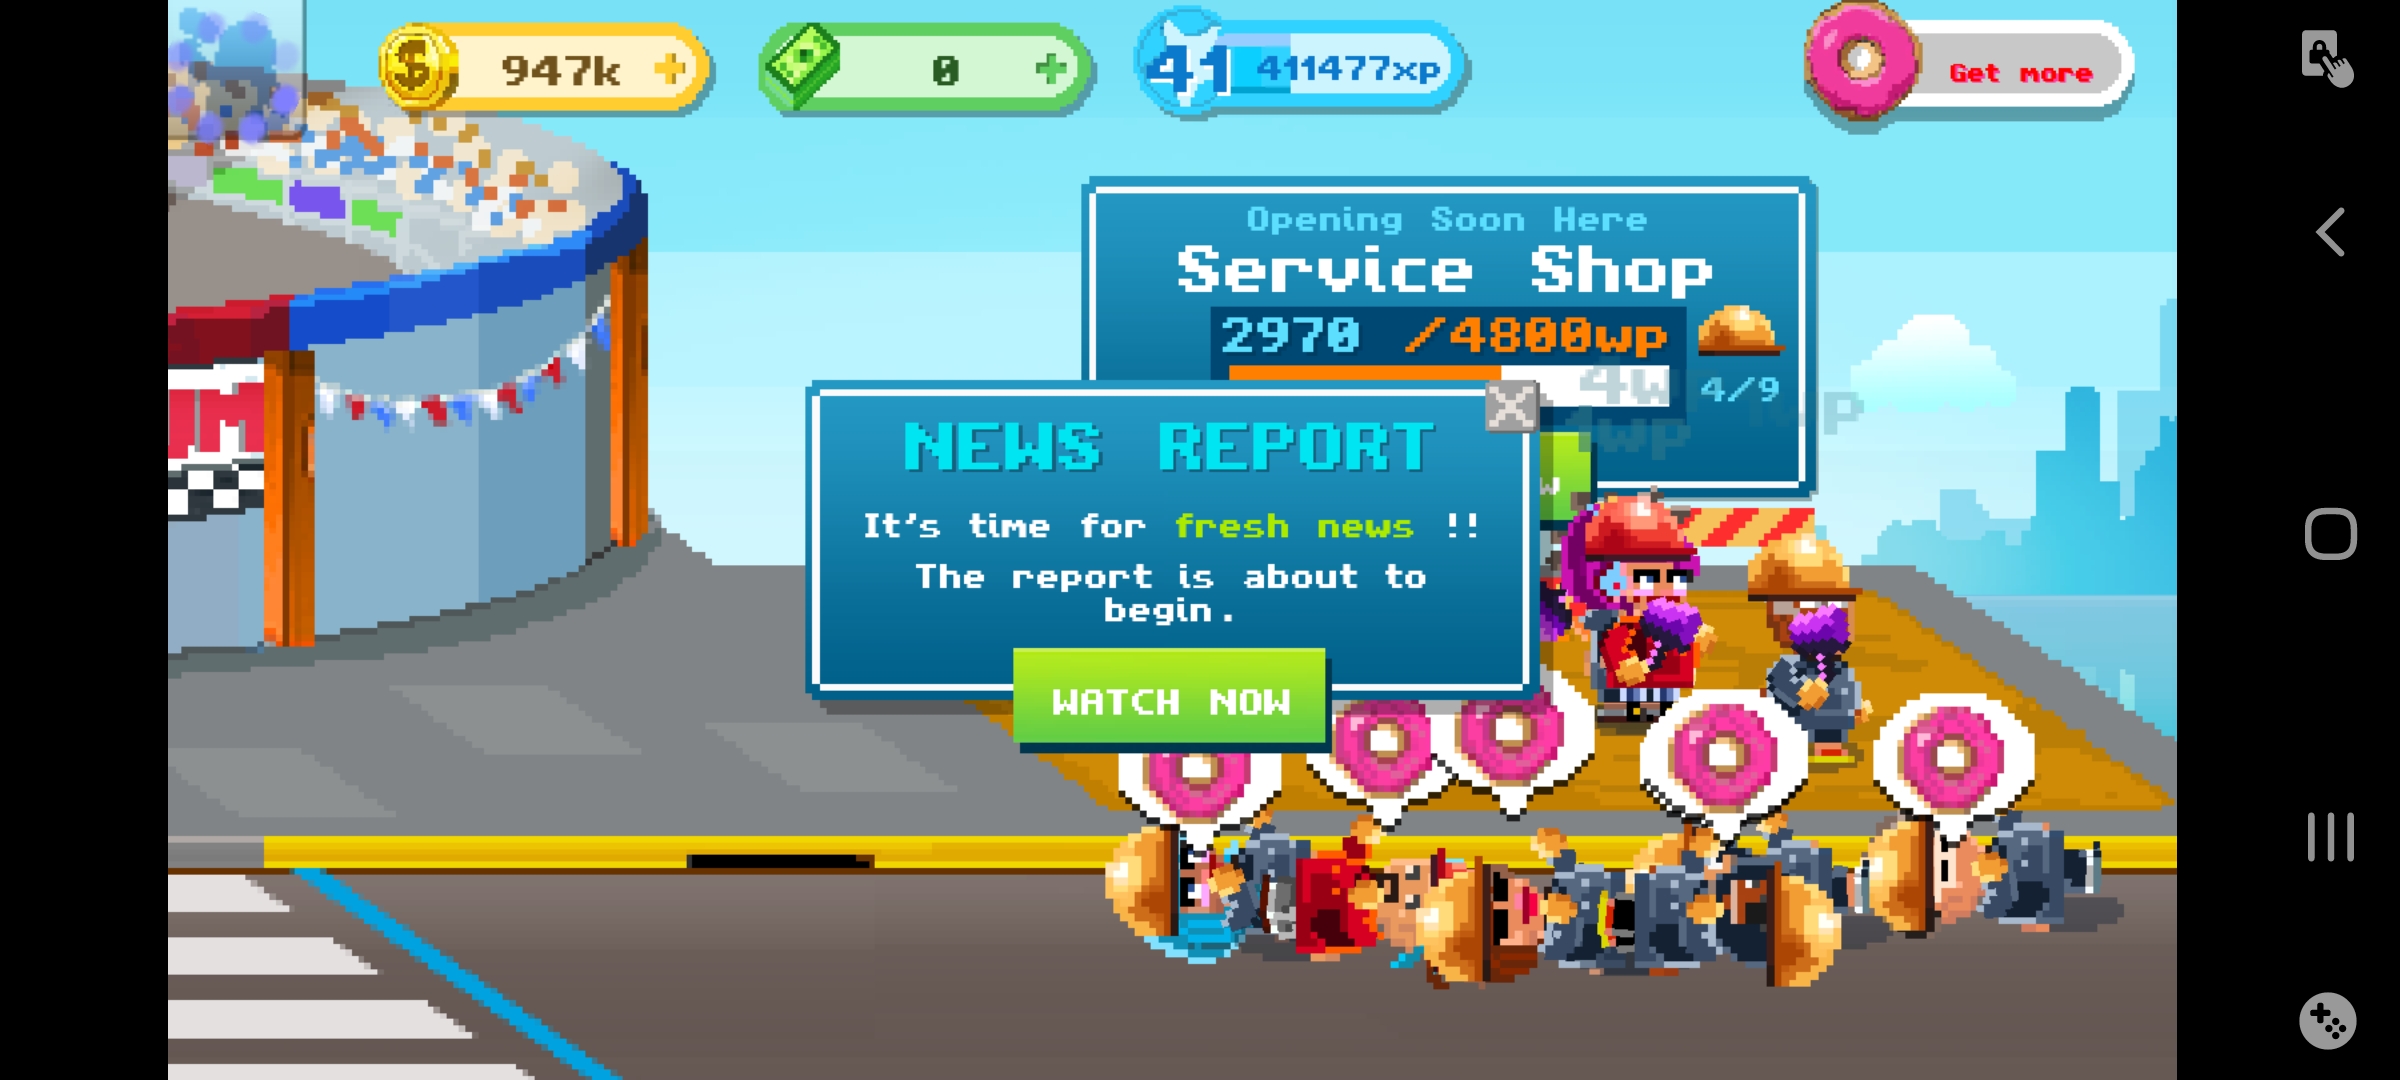 947k
0
41 411477xp
Get more
Opening Soon Here
Service Shop
2970 /4800wp
4/9
NEWS REPORT
It's time for fresh news !!
The report is about to
begin.
WATCH NOW